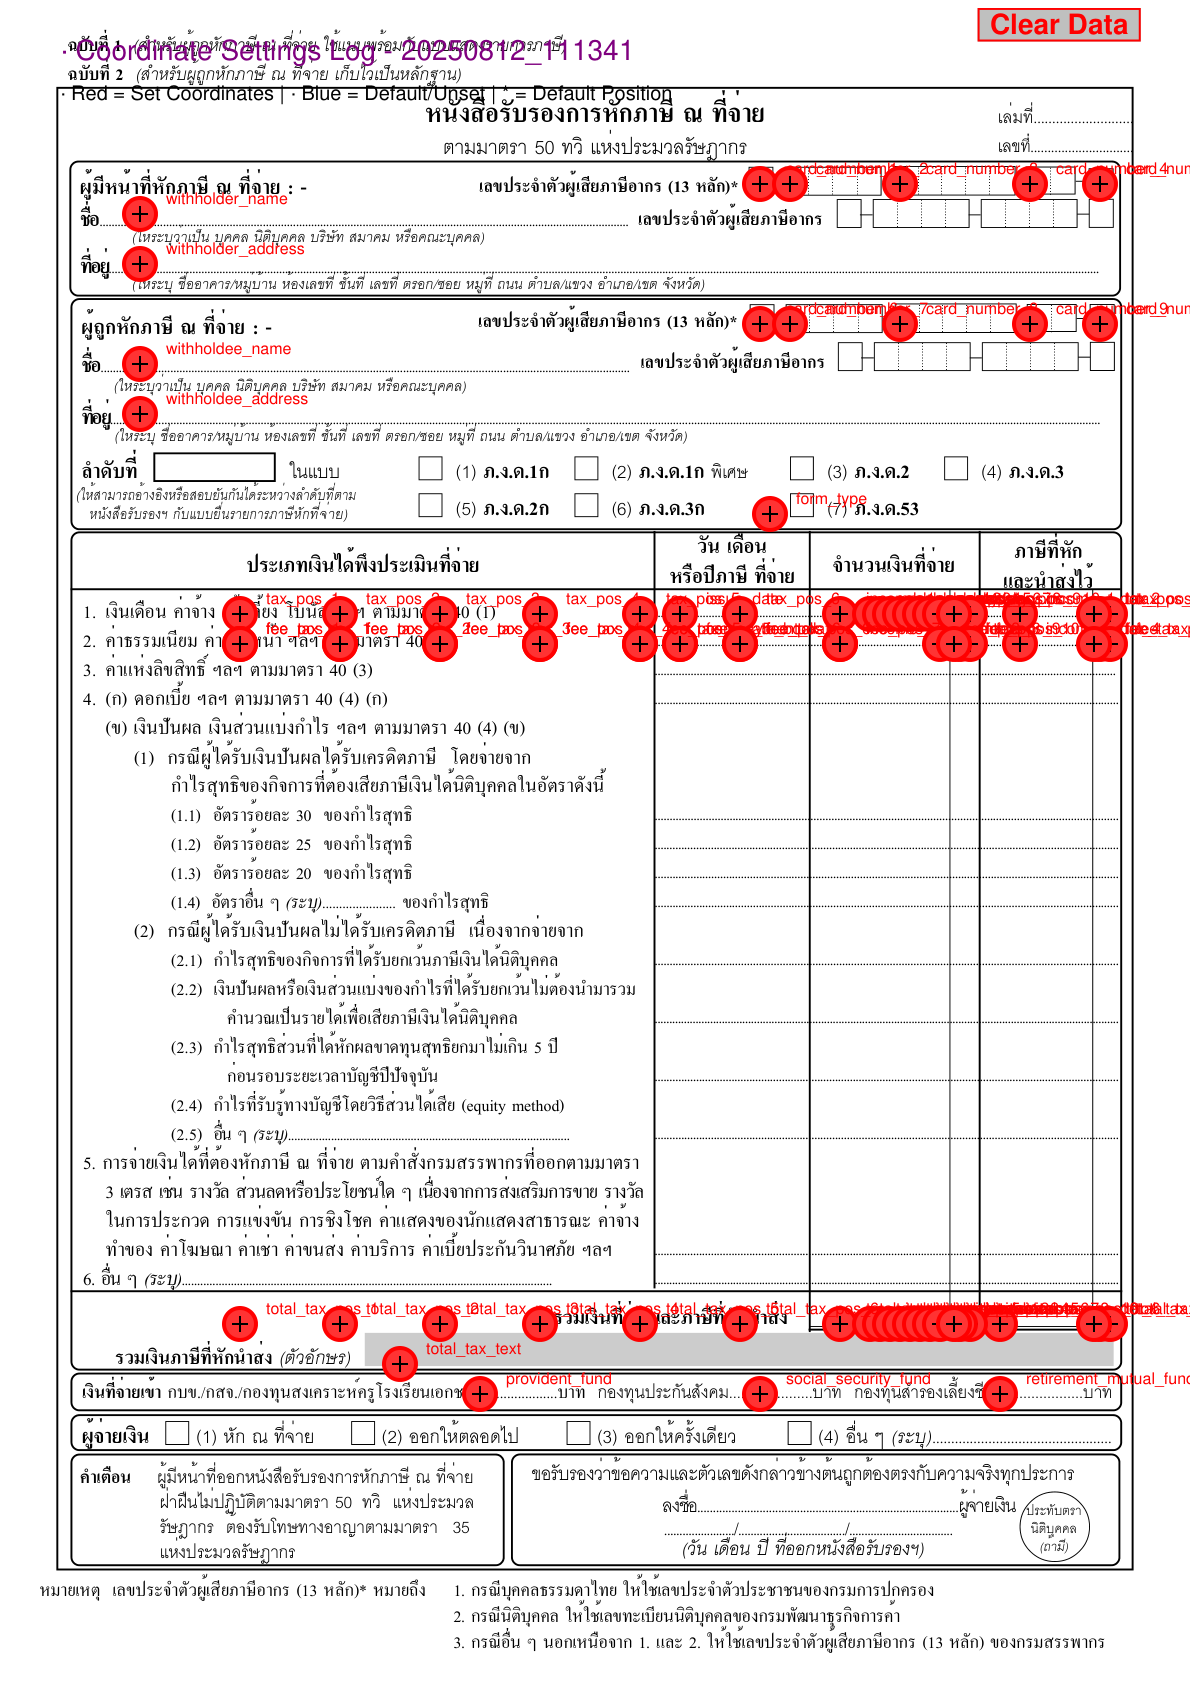 Clear Data
ฉบับที่ 1 (สำหรับผู้ถูกหักภาษี ณ ที่จ่าย ใช้แนบพร้อมกับแบบแสดงรายการภาษี)
· Coordinate Settings Log - 20250812_111341
ฉบับที่ 2 (สำหรับผู้ถูกหักภาษี ณ ที่จ่าย เก็บไว้เป็นหลักฐาน)
· Red = Set Coordinates | · Blue = Default/Unset | * = Default Position
หนังสือรับรองการหักภาษี ณ ที่จ่าย
เล่มที่
ตามมาตรา 50 ทวิ แห่งประมวลรัษฎากร
เลขที่
ผู้มีหน้าที่หักภาษี ณ ที่จ่าย : -
เลขประจำตัวผู้เสียภาษีอากร (13 หลัก)*
withholder_name
ชื่อ
เลขประจำตัวผู้เสียภาษีอากร
(ให้ระบุว่าเป็น บุคคล นิติบุคคล บริษัท สมาคม หรือคณะบุคคล)
withholder_address
ที่อยู่
(ให้ระบุ ชื่ออาคาร/หมู่บ้าน ห้องเลขที่ ชั้นที่ เลขที่ ตรอก/ซอย หมู่ที่ ถนน ตำบล/แขวง อำเภอ/เขต จังหวัด)
ผู้ถูกหักภาษี ณ ที่จ่าย : -
เลขประจำตัวผู้เสียภาษีอากร (13 หลัก)*
withholdee_name
ชื่อ
เลขประจำตัวผู้เสียภาษีอากร
(ให้ระบุว่าเป็น บุคคล นิติบุคคล บริษัท สมาคม หรือคณะบุคคล)
withholdee_address
ที่อยู่
(ให้ระบุ ชื่ออาคาร/หมู่บ้าน ห้องเลขที่ ชั้นที่ เลขที่ ตรอก/ซอย หมู่ที่ ถนน ตำบล/แขวง อำเภอ/เขต จังหวัด)
ลำดับที่ ในแบบ (1) ภ.ง.ด.1ก (2) ภ.ง.ด.1ก พิเศษ (3) ภ.ง.ด.2 (4) ภ.ง.ด.3
(ให้สามารถอ้างอิงหรือสอบยันกันได้ระหว่างลำดับที่ตาม
form_type
หนังสือรับรองฯ กับแบบยื่นรายการภาษีหักที่จ่าย) (5) ภ.ง.ด.2ก (6) ภ.ง.ด.3ก (7) ภ.ง.ด.53
ประเภทเงินได้พึงประเมินที่จ่าย
วัน เดือน
หรือปีภาษี ที่จ่าย
จำนวนเงินที่จ่าย
ภาษีที่หัก
และนำส่งไว้
1. เงินเดือน ค่าจ้าง ตามมาตรา 40 (1)
2. ค่าธรรมเนียม ฯลฯ
3. ค่าแห่งลิขสิทธิ์ ฯลฯ ตามมาตรา 40 (3)
4. (ก) ดอกเบี้ย ฯลฯ ตามมาตรา 40 (4) (ก)
(ข) เงินปันผล เงินส่วนแบ่งกำไร ฯลฯ ตามมาตรา 40 (4) (ข)
(1) กรณีผู้ได้รับเงินปันผลได้รับเครดิตภาษี โดยจ่ายจาก
กำไรสุทธิของกิจการที่ต้องเสียภาษีเงินได้นิติบุคคลในอัตราดังนี้
(1.1) อัตราร้อยละ 30 ของกำไรสุทธิ
(1.2) อัตราร้อยละ 25 ของกำไรสุทธิ
(1.3) อัตราร้อยละ 20 ของกำไรสุทธิ
(1.4) อัตราอื่น ๆ (ระบุ) ของกำไรสุทธิ
(2) กรณีผู้ได้รับเงินปันผลไม่ได้รับเครดิตภาษี เนื่องจากจ่ายจาก
(2.1) กำไรสุทธิของกิจการที่ได้รับยกเว้นภาษีเงินได้นิติบุคคล
(2.2) เงินปันผลหรือเงินส่วนแบ่งของกำไรที่ได้รับยกเว้นไม่ต้องนำมารวม
คำนวณเป็นรายได้เพื่อเสียภาษีเงินได้นิติบุคคล
(2.3) กำไรสุทธิส่วนที่ได้หักผลขาดทุนสุทธิยกมาไม่เกิน 5 ปี
ก่อนรอบระยะเวลาบัญชีปีปัจจุบัน
(2.4) กำไรที่รับรู้ทางบัญชีโดยวิธีส่วนได้เสีย (equity method)
(2.5) อื่น ๆ (ระบุ)
5. การจ่ายเงินได้ที่ต้องหักภาษี ณ ที่จ่าย ตามคำสั่งกรมสรรพากรที่ออกตามมาตรา
3 เตรส เช่น รางวัล ส่วนลดหรือประโยชน์ใด ๆ เนื่องจากการส่งเสริมการขาย รางวัล
ในการประกวด การแข่งขัน การชิงโชค ค่าแสดงของนักแสดงสาธารณะ ค่าจ้าง
ทำของ ค่าโฆษณา ค่าเช่า ค่าขนส่ง ค่าบริการ ค่าเบี้ยประกันวินาศภัย ฯลฯ
6. อื่น ๆ (ระบุ)
total_tax_text
รวมเงินภาษีที่หักนำส่ง (ตัวอักษร)
provident_fund social_security_fund
เงินที่จ่ายเข้า กบข./กสจ./กองทุนสงเคราะห์ครูโรงเรียนเอกช บาท กองทุนประกันสังคม บาท กองทุนสำรองเลี้ยงชี บาท
ผู้จ่ายเงิน (1) หัก ณ ที่จ่าย (2) ออกให้ตลอดไป (3) ออกให้ครั้งเดียว (4) อื่น ๆ (ระบุ)
คำเตือน ผู้มีหน้าที่ออกหนังสือรับรองการหักภาษี ณ ที่จ่าย
ฝ่าฝืนไม่ปฏิบัติตามมาตรา 50 ทวิ แห่งประมวล
รัษฎากร ต้องรับโทษทางอาญาตามมาตรา 35
แห่งประมวลรัษฎากร
ขอรับรองว่าข้อความและตัวเลขดังกล่าวข้างต้นถูกต้องตรงกับความจริงทุกประการ
ลงชื่อ ผู้จ่ายเงิน
(วัน เดือน ปี ที่ออกหนังสือรับรองฯ)
ประทับตรา
นิติบุคคล
(ถ้ามี)
หมายเหตุ เลขประจำตัวผู้เสียภาษีอากร (13 หลัก)* หมายถึง 1. กรณีบุคคลธรรมดาไทย ให้ใช้เลขประจำตัวประชาชนของกรมการปกครอง
2. กรณีนิติบุคคล ให้ใช้เลขทะเบียนนิติบุคคลของกรมพัฒนาธุรกิจการค้า
3. กรณีอื่น ๆ นอกเหนือจาก 1. และ 2. ให้ใช้เลขประจำตัวผู้เสียภาษีอากร (13 หลัก) ของกรมสรรพากร